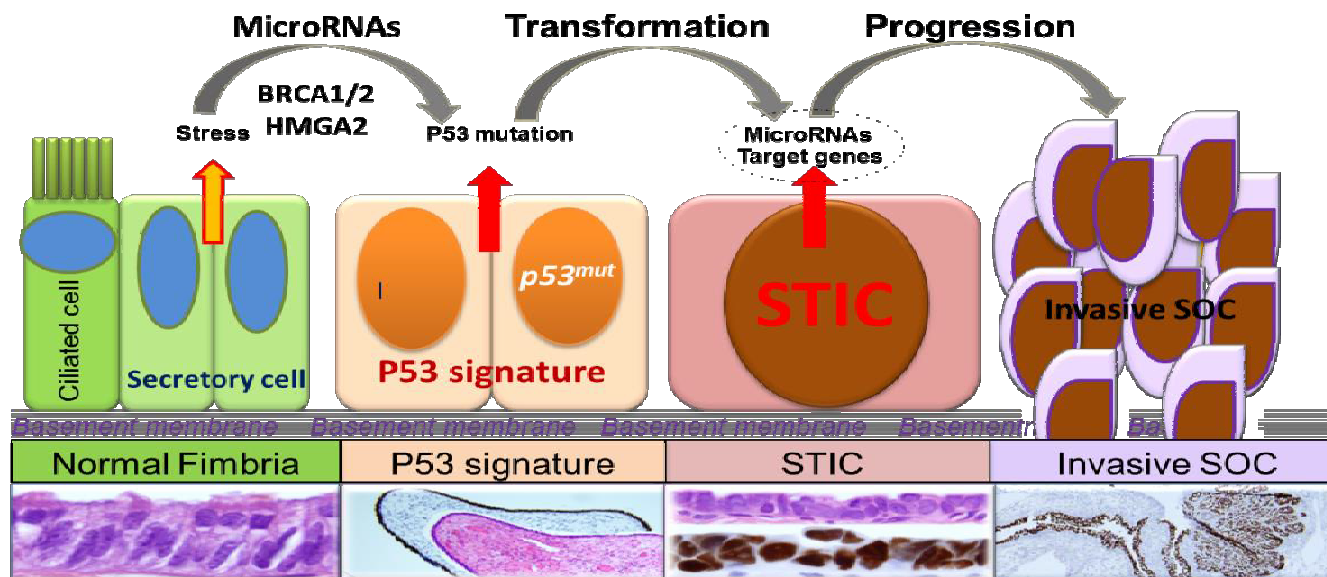 MicroRNAs
Transformation
Progression
BRCA1/2
HMGA2
Stress
P53 mutation
MicroRNAs
Target genes
Ciliated cell
Secretory cell
p53mut
P53 signature
STIC
Invasive SOC
Basement membrane
Basement membrane
Basement membrane
Basement
Normal Fimbria
P53 signature
STIC
Invasive SOC